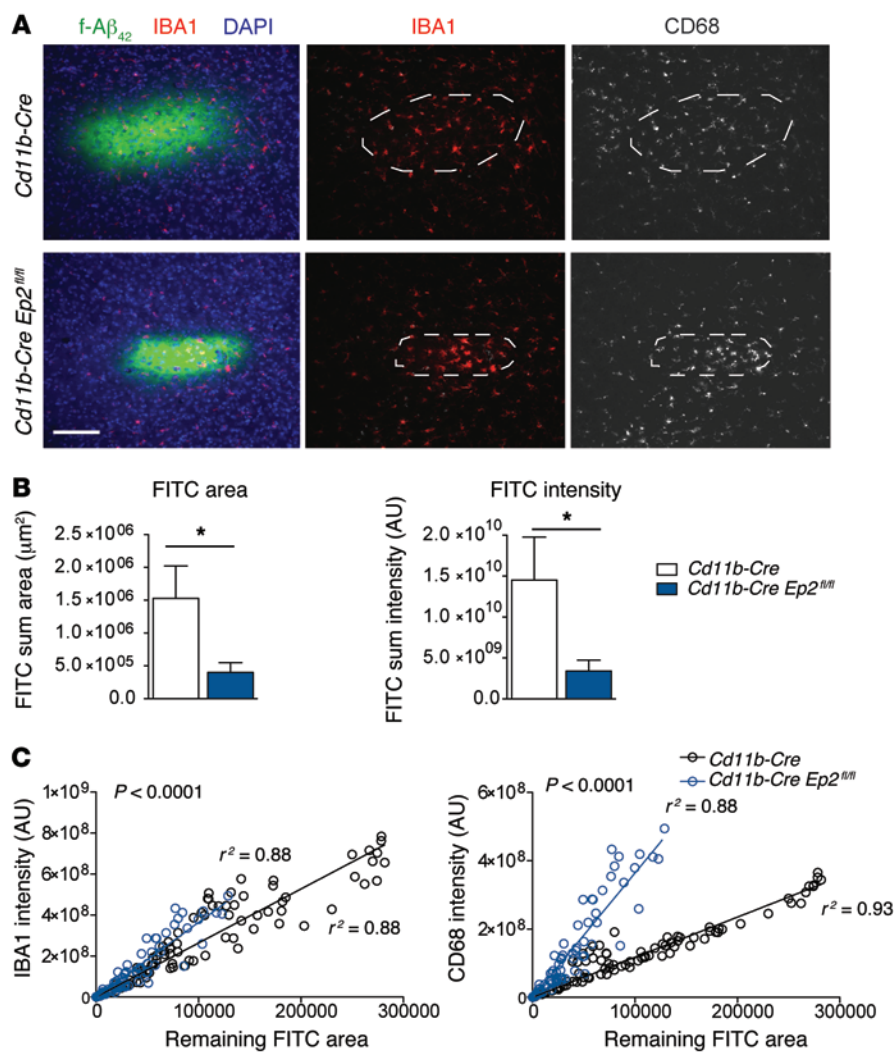 A
f-Aβ42 IBA1 DAPI
IBA1
CD68
Cd11b-Cre
Cd11b-Cre Ep2fl/fl
B
FITC area
FITC sum area (μm²)
2.5×10⁰⁶
2.0×10⁰⁶
1.5×10⁰⁶
1.0×10⁰⁶
5.0×10⁰⁵
0.0
*
FITC intensity
FITC sum intensity (AU)
2.0×10¹⁰
1.5×10¹⁰
1.0×10¹⁰
5.0×10⁰⁹
0.0
*
Cd11b-Cre
Cd11b-Cre Ep2fl/fl
C
IBA1 intensity (AU)
1×10⁹
8×10⁸
6×10⁸
4×10⁸
2×10⁸
0
P < 0.0001
r² = 0.88
r² = 0.88
0 100000 200000 300000
Remaining FITC area
Cd11b-Cre
Cd11b-Cre Ep2fl/fl
CD68 intensity (AU)
6×10⁸
4×10⁸
2×10⁸
0
P < 0.0001
r² = 0.88
r² = 0.93
0 100000 200000 300000
Remaining FITC area